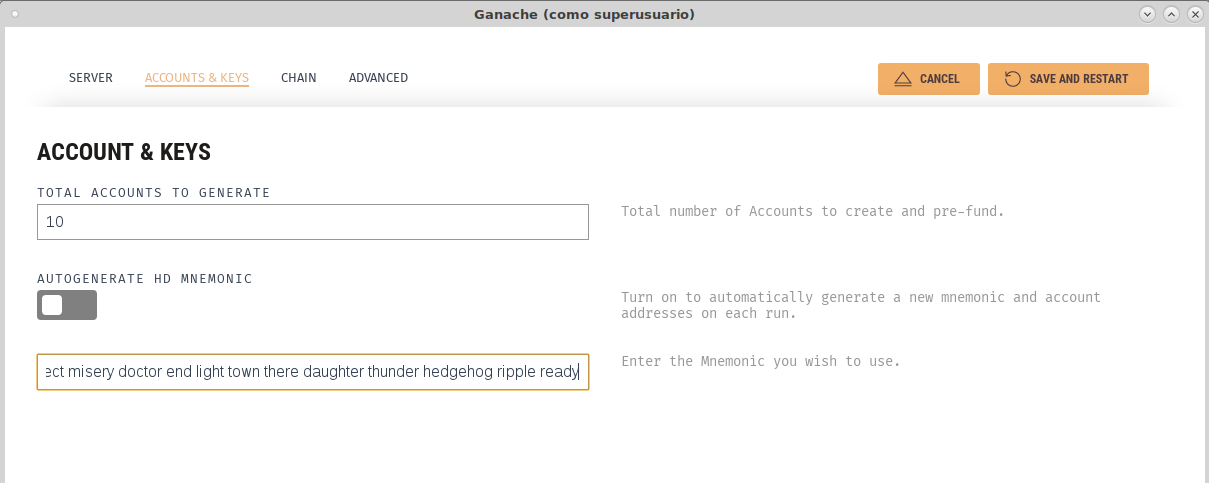 Ganache (como superusuario)
SERVER ACCOUNTS & KEYS CHAIN ADVANCED CANCEL SAVE AND RESTART
ACCOUNT & KEYS
TOTAL ACCOUNTS TO GENERATE
10
Total number of Accounts to create and pre-fund.
AUTOGENERATE HD MNEMONIC
Turn on to automatically generate a new mnemonic and account
addresses on each run.
ect misery doctor end light town there daughter thunder hedgehog ripple ready
Enter the Mnemonic you wish to use.